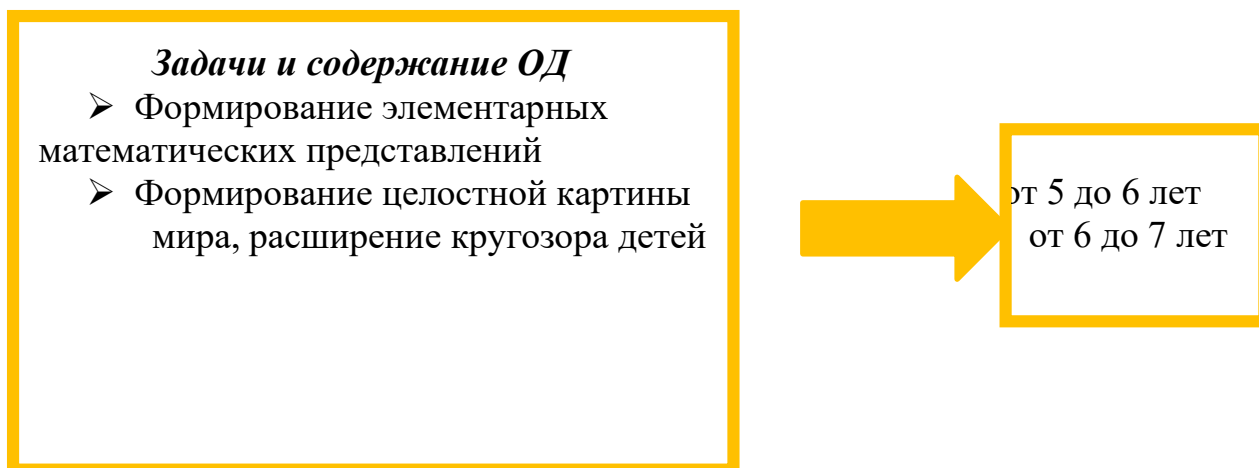 Задачи и содержание ОД
➢ Формирование элементарных
математических представлений
➢ Формирование целостной картины
мира, расширение кругозора детей
от 5 до 6 лет
от 6 до 7 лет